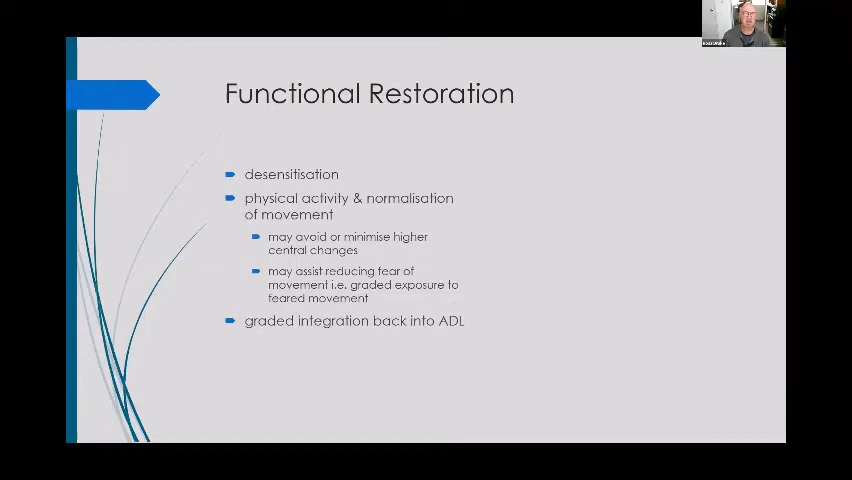 Functional Restoration
desensitisation
physical activity & normalisation
of movement
may avoid or minimise higher
central changes
may assist reducing fear of
movement i.e. graded exposure to
feared movement
graded integration back into ADL